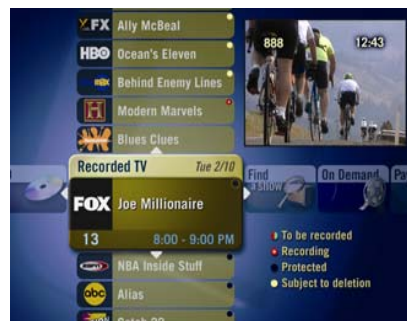 FX Ally McBeal
HBO Ocean's Eleven
Behind Enemy Lines
H Modern Marvels
Blues Clues
Recorded TV Tue 2/10
FOX Joe Millionaire
13 8:00 - 9:00 PM
NBA Inside Stuff
abc Alias
888 12:43
Find
a show
On Demand
To be recorded
Recording
Protected
Subject to deletion